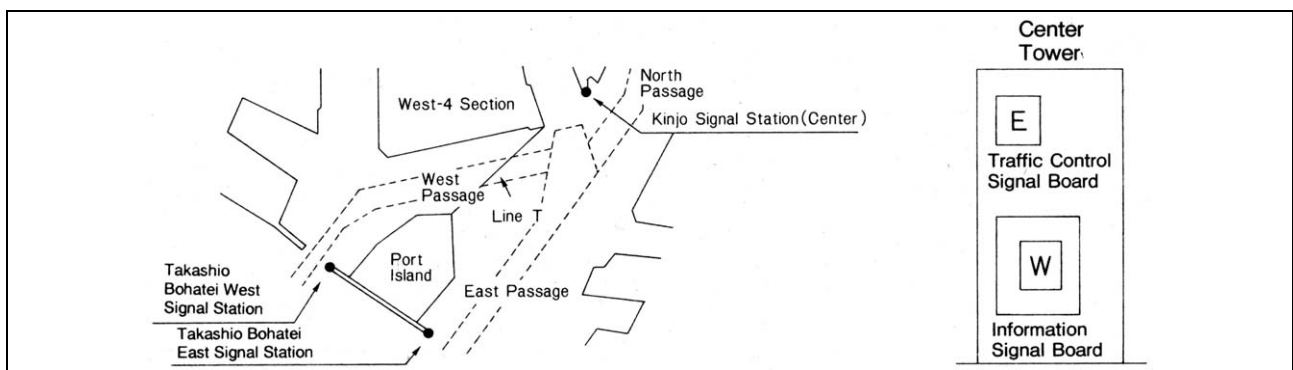 West-4 Section
North
Passage
Kinjo Signal Station(Center)
West
Passage
Line T
Port
Island
East Passage
Takashio
Bohatei West
Signal Station
Takashio Bohatei
East Signal Station
Center
Tower
E
Traffic Control
Signal Board
W
Information
Signal Board